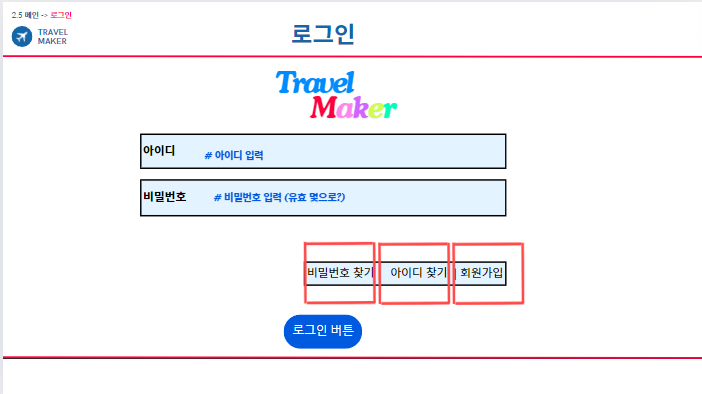 2.5 메인 -> 로그인
TRAVEL
MAKER
로그인
Travel
Maker
아이디 # 아이디 입력
비밀번호 # 비밀번호 입력 (유효 몇으로?)
비밀번호 찾기 | 아이디 찾기 | 회원가입
로그인 버튼